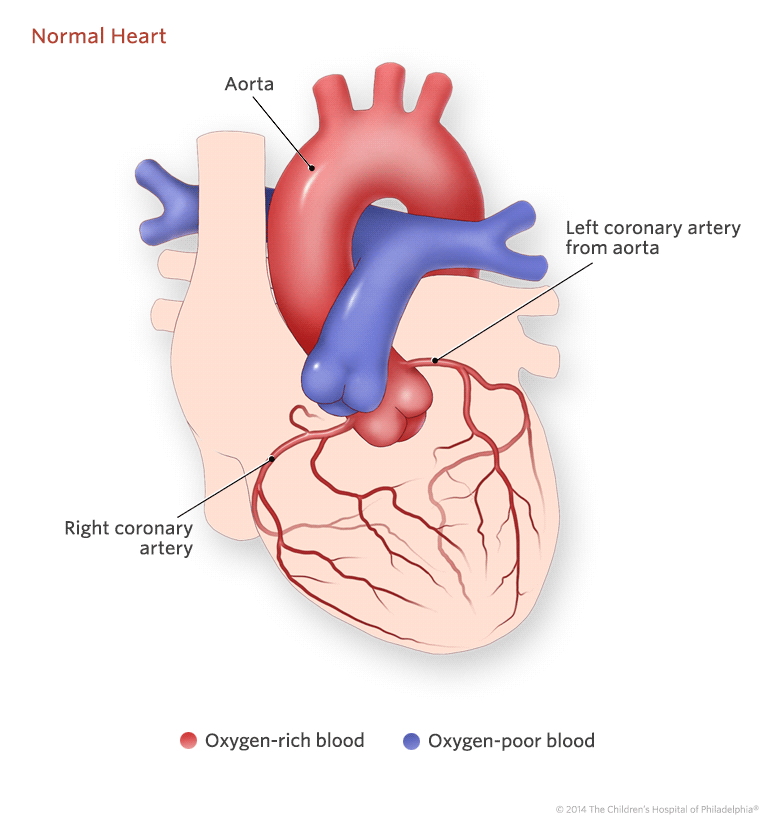 Normal Heart
Aorta
Left coronary artery
from aorta
Right coronary
artery
Oxygen-rich blood
Oxygen-poor blood
© 2014 The Children's Hospital of Philadelphia®